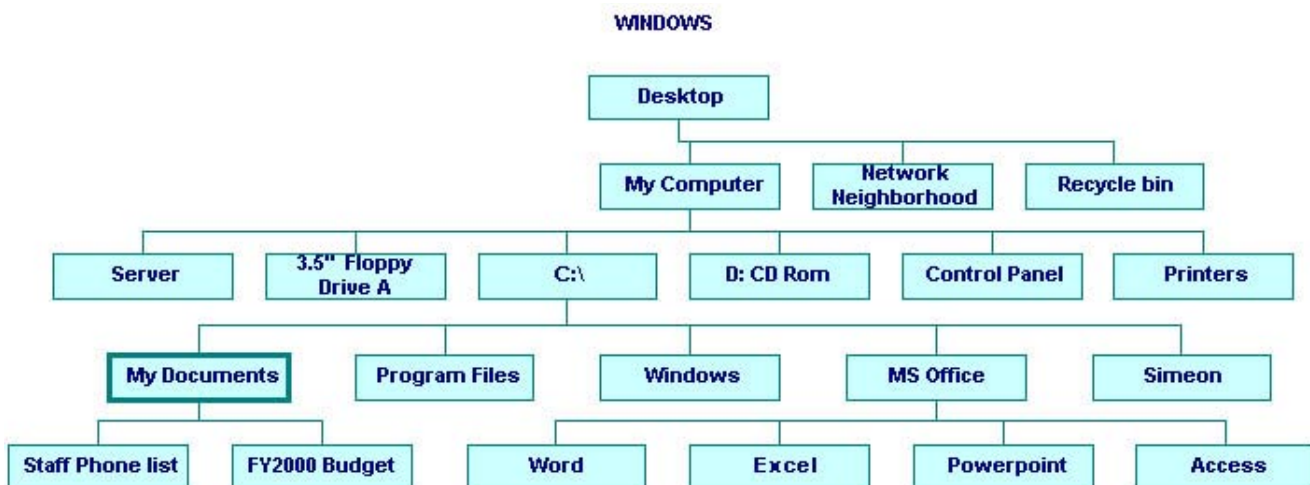 WINDOWS
Desktop
My Computer
Network
Neighborhood
Recycle bin
Server
3.5" Floppy
Drive A
C:\
D: CD Rom
Control Panel
Printers
My Documents
Program Files
Windows
MS Office
Simeon
Staff Phone list
FY2000 Budget
Word
Excel
Powerpoint
Access